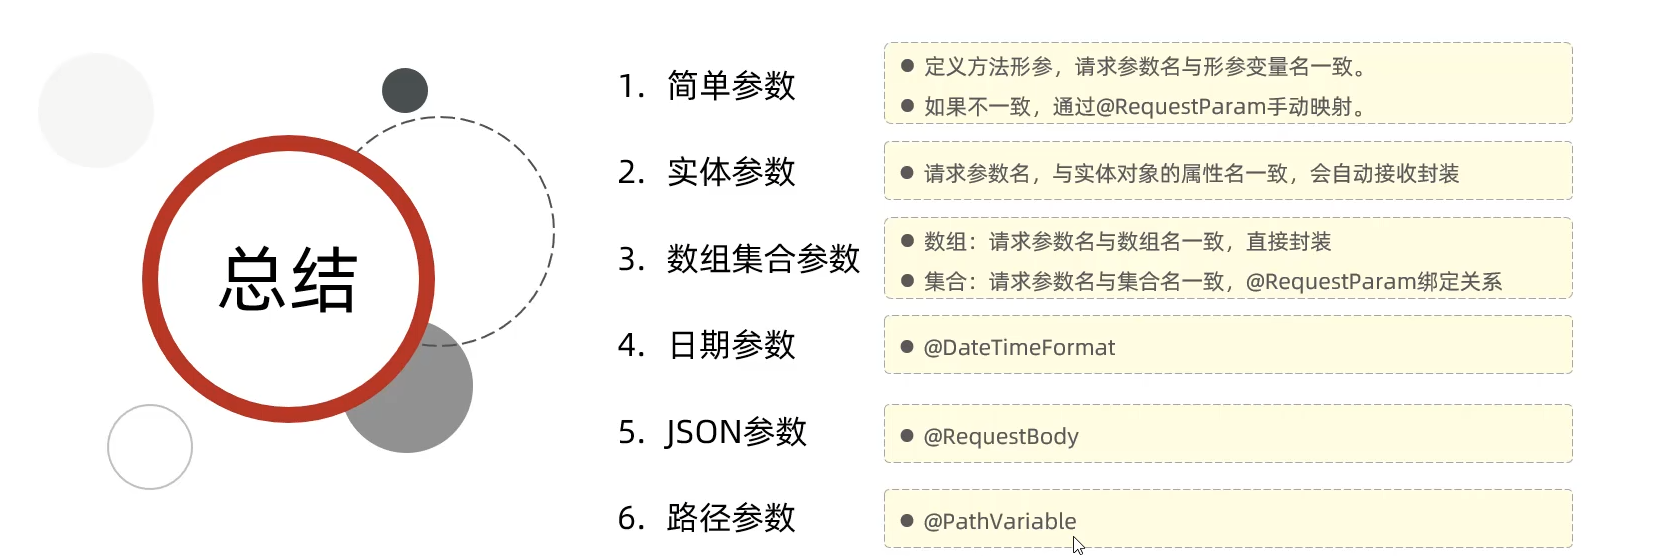 总结
1. 简单参数
定义方法形参，请求参数名与形参变量名一致。
如果不一致，通过@RequestParam手动映射。
2. 实体参数
请求参数名，与实体对象的属性名一致，会自动接收封装
3. 数组集合参数
数组：请求参数名与数组名一致，直接封装
集合：请求参数名与集合名一致，@RequestParam绑定关系
4. 日期参数
@DateTimeFormat
5. JSON参数
@RequestBody
6. 路径参数
@PathVariable